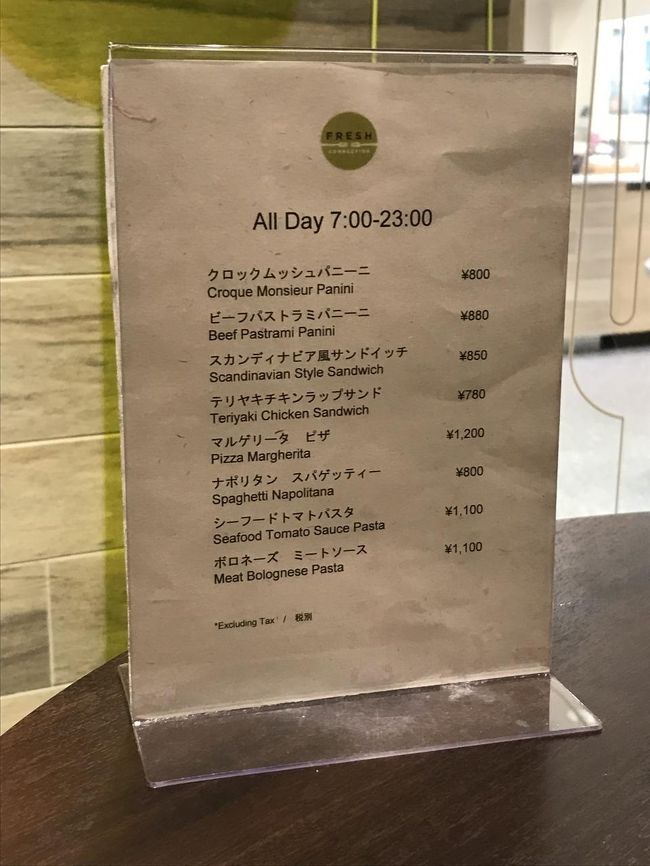 FRESH
CONNECTION
All Day 7:00-23:00
クロックムッシュパニーニ ¥800
Croque Monsieur Panini
ビーフパストラミパニーニ ¥880
Beef Pastrami Panini
スカンディナビア風サンドイッチ ¥850
Scandinavian Style Sandwich
テリヤキチキンラップサンド ¥780
Teriyaki Chicken Sandwich
マルゲリータ ピザ ¥1,200
Pizza Margherita
ナポリタン スパゲッティー ¥800
Spaghetti Napolitana
シーフードトマトパスタ ¥1,100
Seafood Tomato Sauce Pasta
ボロネーズ ミートソース ¥1,100
Meat Bolognese Pasta
*Excluding Tax / 税別